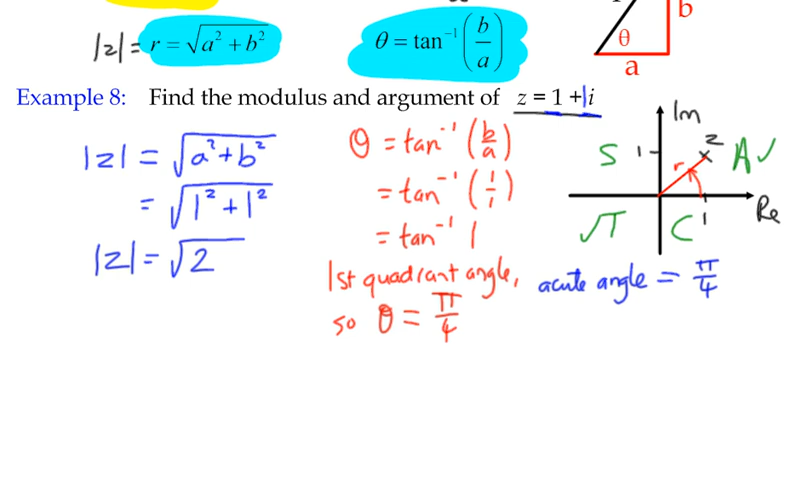 |z| = r = √a² + b² θ = tan⁻¹ (b/a)
b
θ
a
Example 8: Find the modulus and argument of z = 1 + 1i
|z| = √a² + b²
= √1² + 1²
|z| = √2
θ = tan⁻¹ (b/a)
= tan⁻¹ (1/1)
= tan⁻¹ 1
1st quadrant angle,
so θ = π/4
acute angle = π/4
Im
S 1 r z A✓
Re
√T C 1